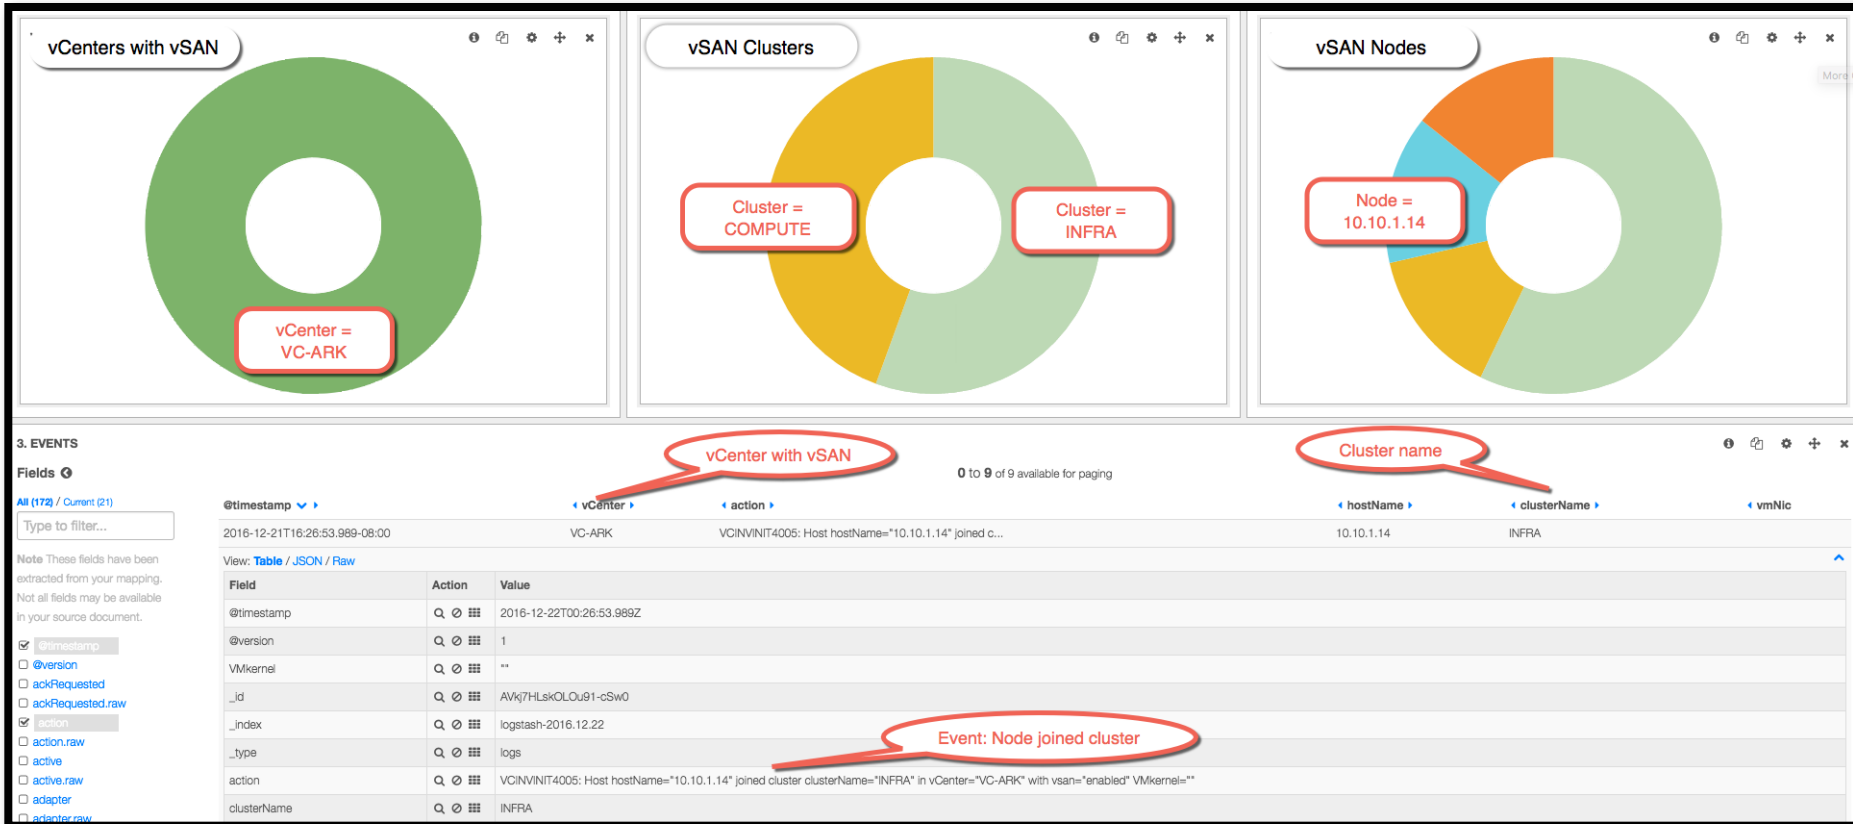 vCenters with vSAN
vSAN Clusters
vSAN Nodes
More
Cluster =
COMPUTE
Cluster =
INFRA
Node =
10.10.1.14
vCenter =
VC-ARK
3. EVENTS
vCenter with vSAN
Cluster name
Fields
0 to 9 of 9 available for paging
All (172) / Current (21)
Type to filter...
Note These fields have been
extracted from your mapping.
Not all fields may be available
in your source document.
@timestamp
@version
ackRequested
ackRequested.raw
action
action.raw
active
active.raw
adapter
adapter.raw
@timestamp vCenter action hostName clusterName vmNic
2016-12-21T16:26:53.989-08:00 VC-ARK VCINVINIT4005: Host hostName="10.10.1.14" joined c... 10.10.1.14 INFRA
View: Table / JSON / Raw
Field Action Value
@timestamp 2016-12-22T00:26:53.989Z
@version 1
VMkernel ""
_id AVkj7HLskOLOu91-cSw0
_index logstash-2016.12.22
Event: Node joined cluster
_type logs
action VCINVINIT4005: Host hostName="10.10.1.14" joined cluster clusterName="INFRA" in vCenter="VC-ARK" with vsan="enabled" VMkernel=""
clusterName INFRA